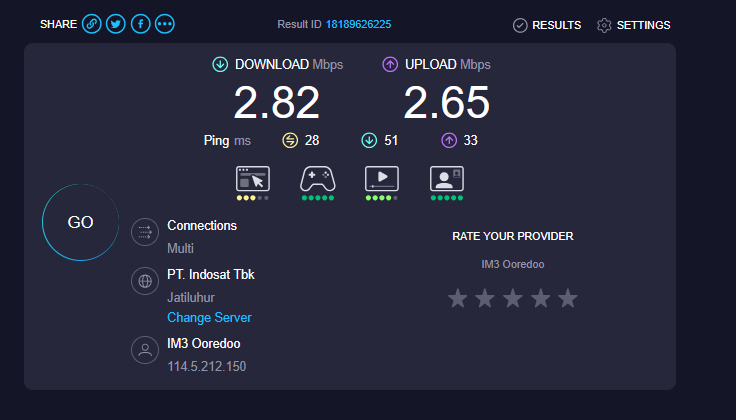 SHARE Result ID 18189626225 RESULTS SETTINGS
DOWNLOAD Mbps UPLOAD Mbps
2.82 2.65
Ping ms 28 51 33
GO
Connections
Multi
PT. Indosat Tbk
Jatiluhur
Change Server
IM3 Ooredoo
114.5.212.150
RATE YOUR PROVIDER
IM3 Ooredoo